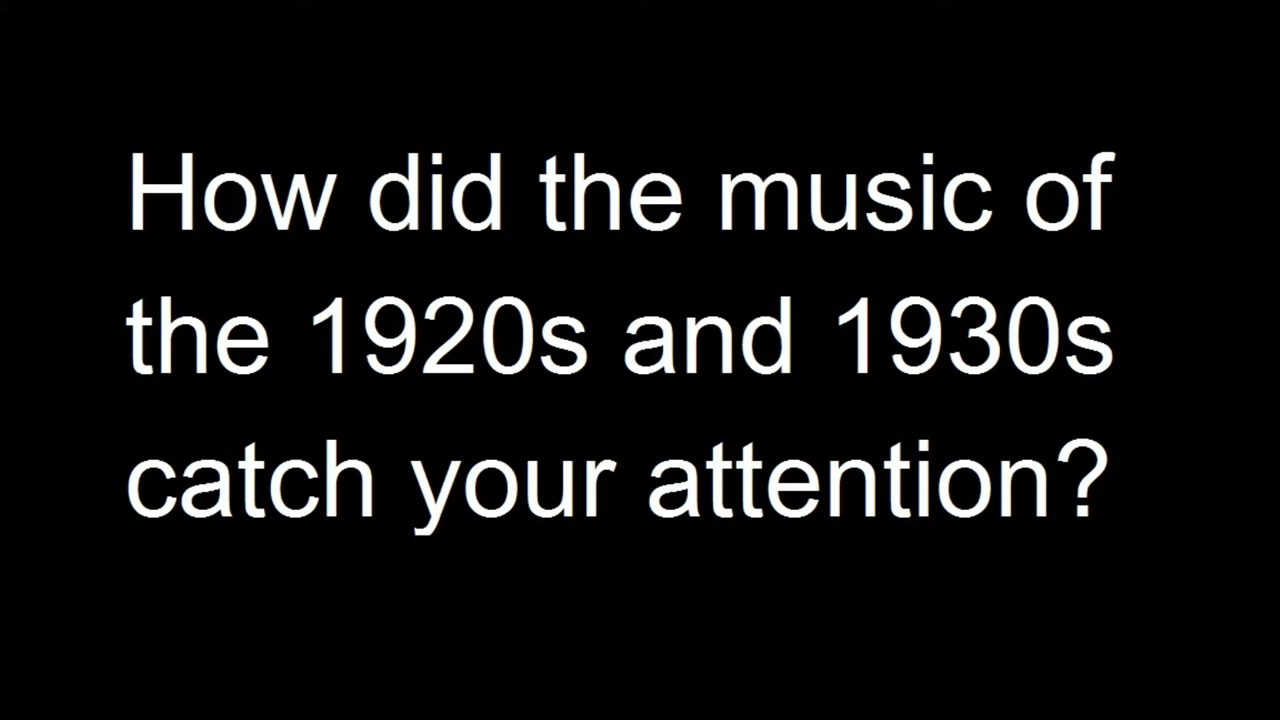 How did the music of
the 1920s and 1930s
catch your attention?